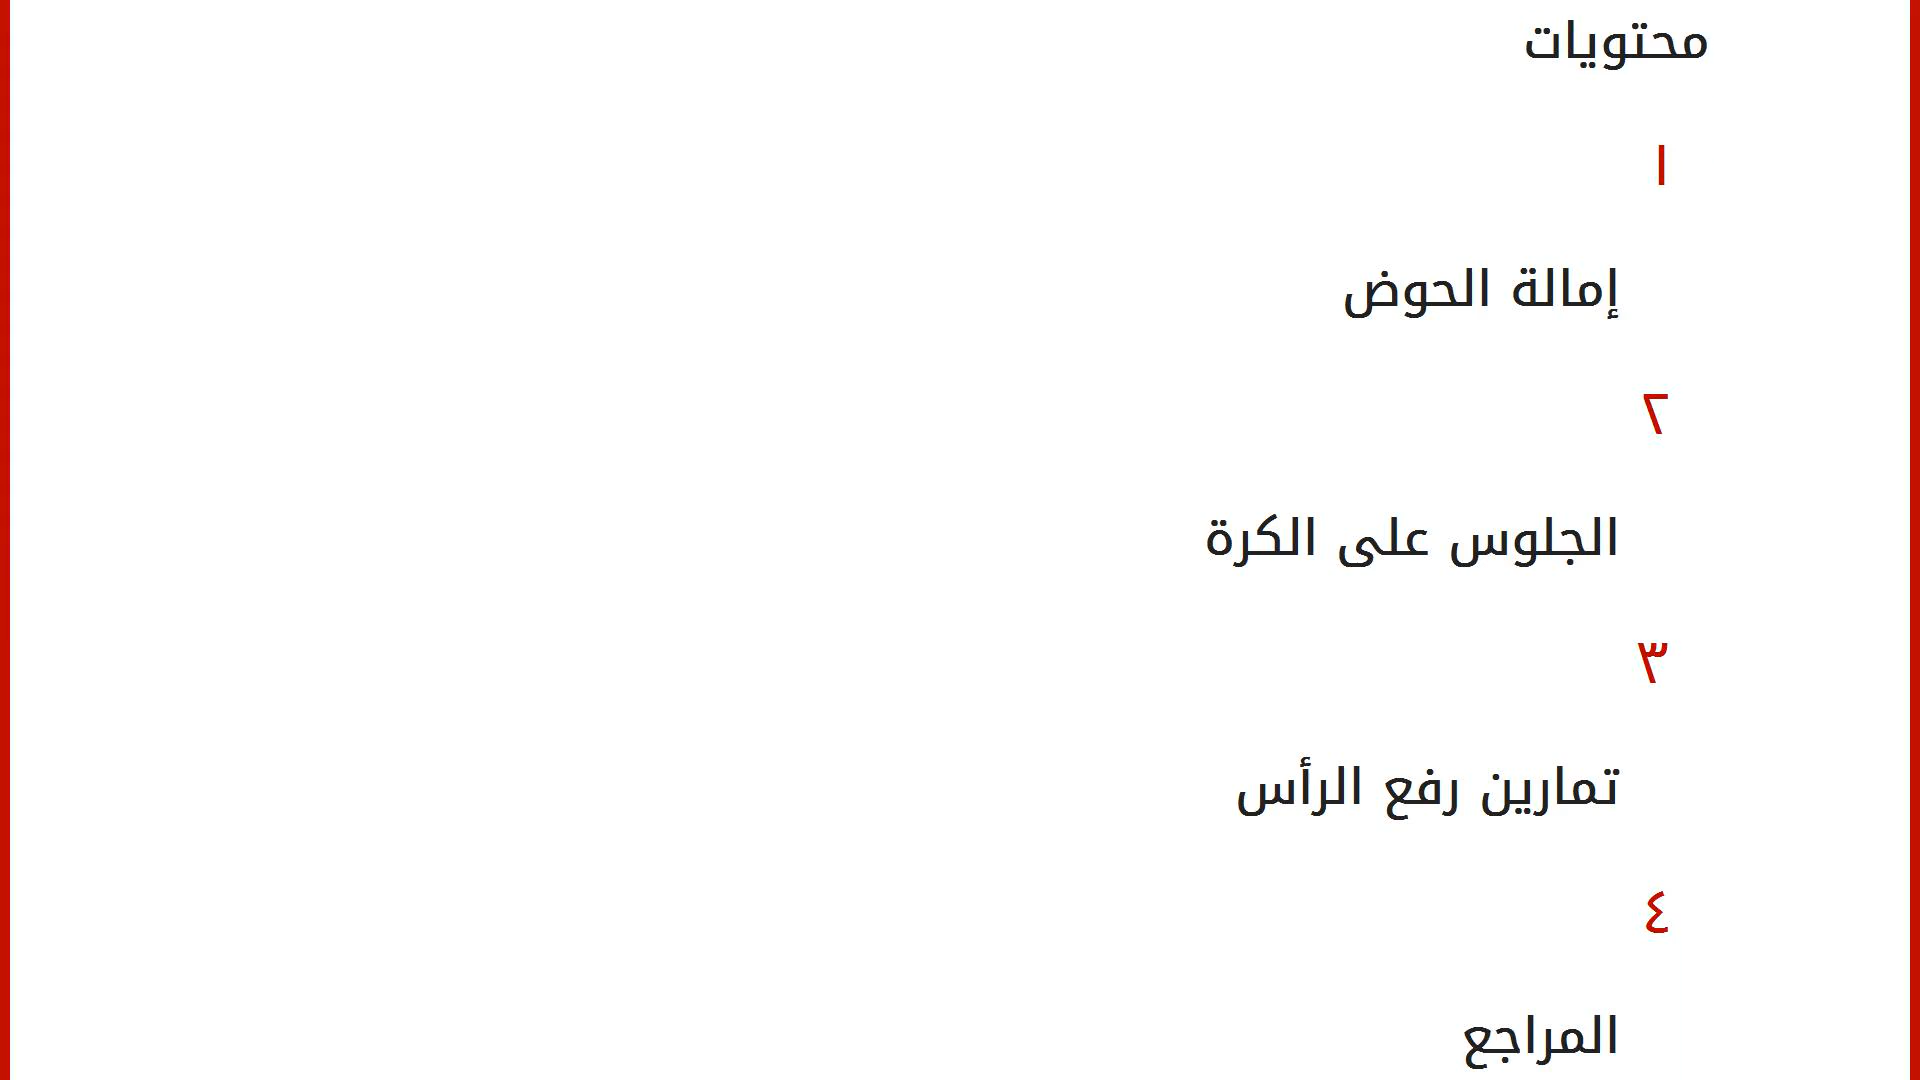 محتويات
١
إمالة الحوض
٢
الجلوس على الكرة
٣
تمارين رفع الرأس
٤
المراجع